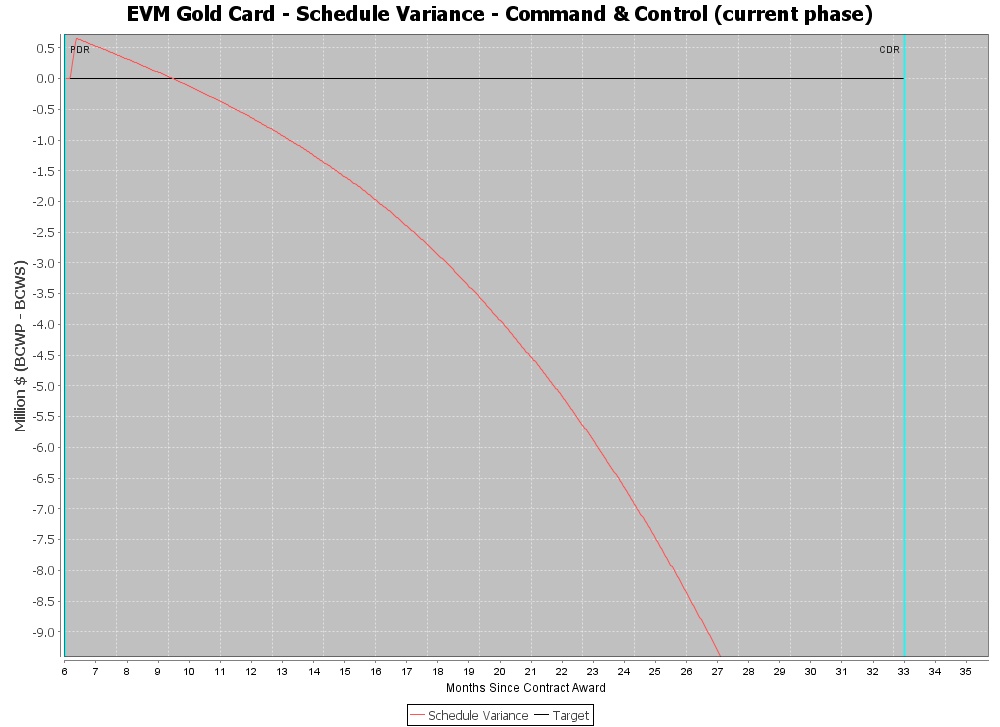 EVM Gold Card - Schedule Variance - Command & Control (current phase)
PDR
CDR
0.5
0.0
-0.5
-1.0
-1.5
-2.0
-2.5
-3.0
-3.5
-4.0
-4.5
-5.0
-5.5
-6.0
-6.5
-7.0
-7.5
-8.0
-8.5
-9.0
Million $ (BCWP - BCWS)
6 7 8 9 10 11 12 13 14 15 16 17 18 19 20 21 22 23 24 25 26 27 28 29 30 31 32 33 34 35
Months Since Contract Award
Schedule Variance Target